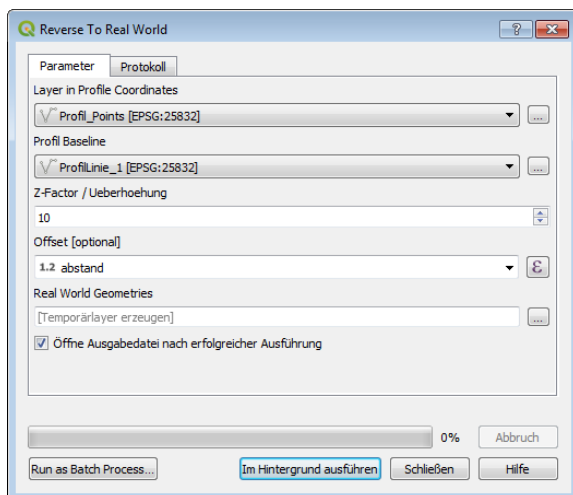 Reverse To Real World
Parameter Protokoll
Layer in Profile Coordinates
Profil_Points [EPSG:25832]
...
Profil Baseline
ProfilLinie_1 [EPSG:25832]
...
Z-Factor / Ueberhoehung
10
Offset [optional]
1.2 abstand
ε
Real World Geometries
[Temporärlayer erzeugen]
...
Öffne Ausgabedatei nach erfolgreicher Ausführung
0% Abbruch
Run as Batch Process... Im Hintergrund ausführen Schließen Hilfe